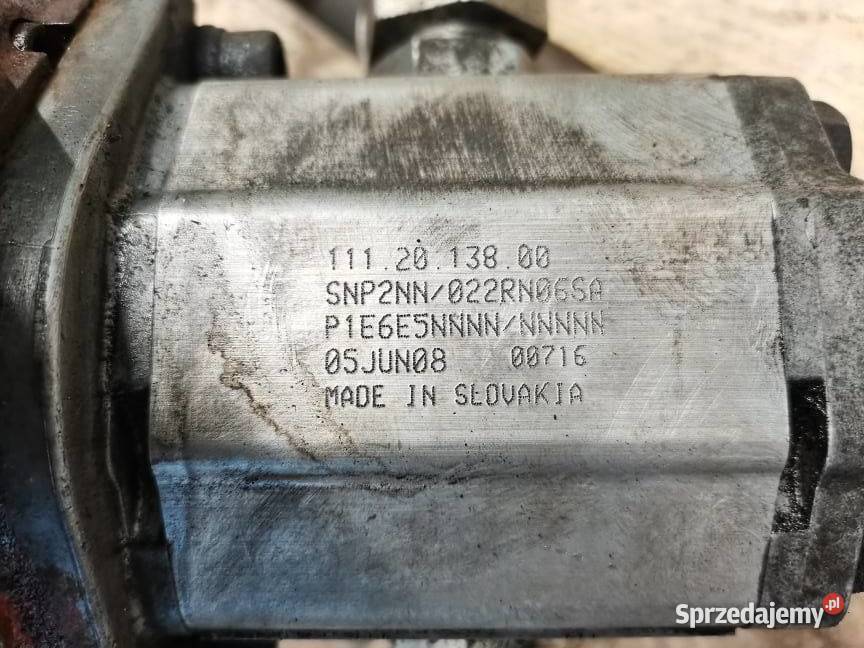 111.20.138.00
SNP2NN/022RN06SA
P1E6E5NNNN/NNNNN
05JUN08 00716
MADE IN SLOVAKIA
Sprzedajemy.pl